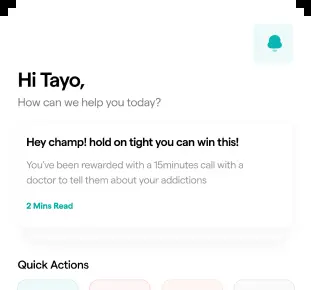 Hi Tayo,
How can we help you today?
Hey champ! hold on tight you can win this!
You've been rewarded with a 15minutes call with a
doctor to tell them about your addictions
2 Mins Read
Quick Actions